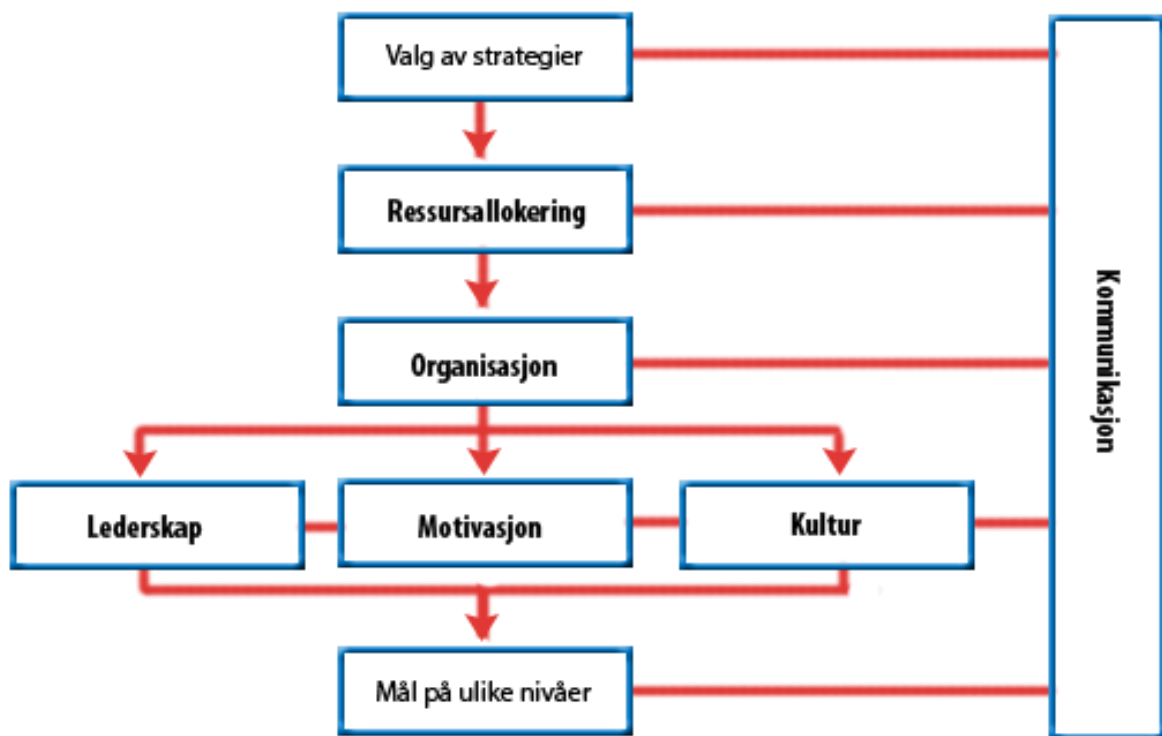 Valg av strategier
Ressursallokering
Organisasjon
Lederskap
Motivasjon
Kultur
Mål på ulike nivåer
Kommunikasjon